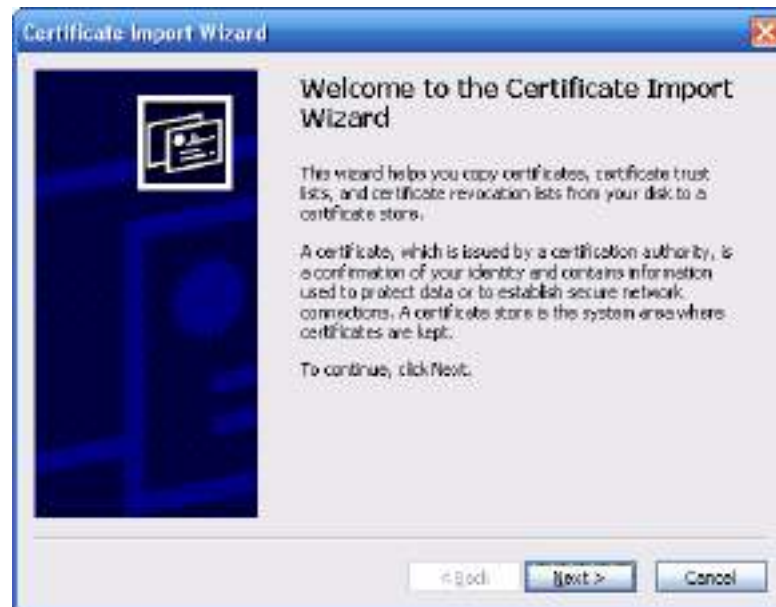 Certificate Import Wizard
Welcome to the Certificate Import
Wizard
This wizard helps you copy certificates, certificate trust
lists, and certificate revocation lists from your disk to a
certificate store.
A certificate, which is issued by a certification authority, is
a confirmation of your identity and contains information
used to protect data or to establish secure network
connections. A certificate store is the system area where
certificates are kept.
To continue, click Next.
< Back
Next >
Cancel